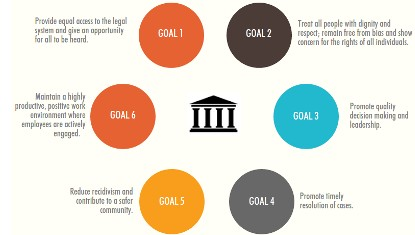 Provide equal access to the legal
system and give an opportunity
for all to be heard.
GOAL 1
GOAL 2
Treat all people with dignity and
respect; remain free from bias and show
concern for the rights of all individuals.
Maintain a highly
productive, positive work
environment where
employees are actively
engaged.
GOAL 6
GOAL 3
Promote quality
decision making and
leadership.
Reduce recidivism and
contribute to a safer
community.
GOAL 5
GOAL 4
Promote timely
resolution of cases.